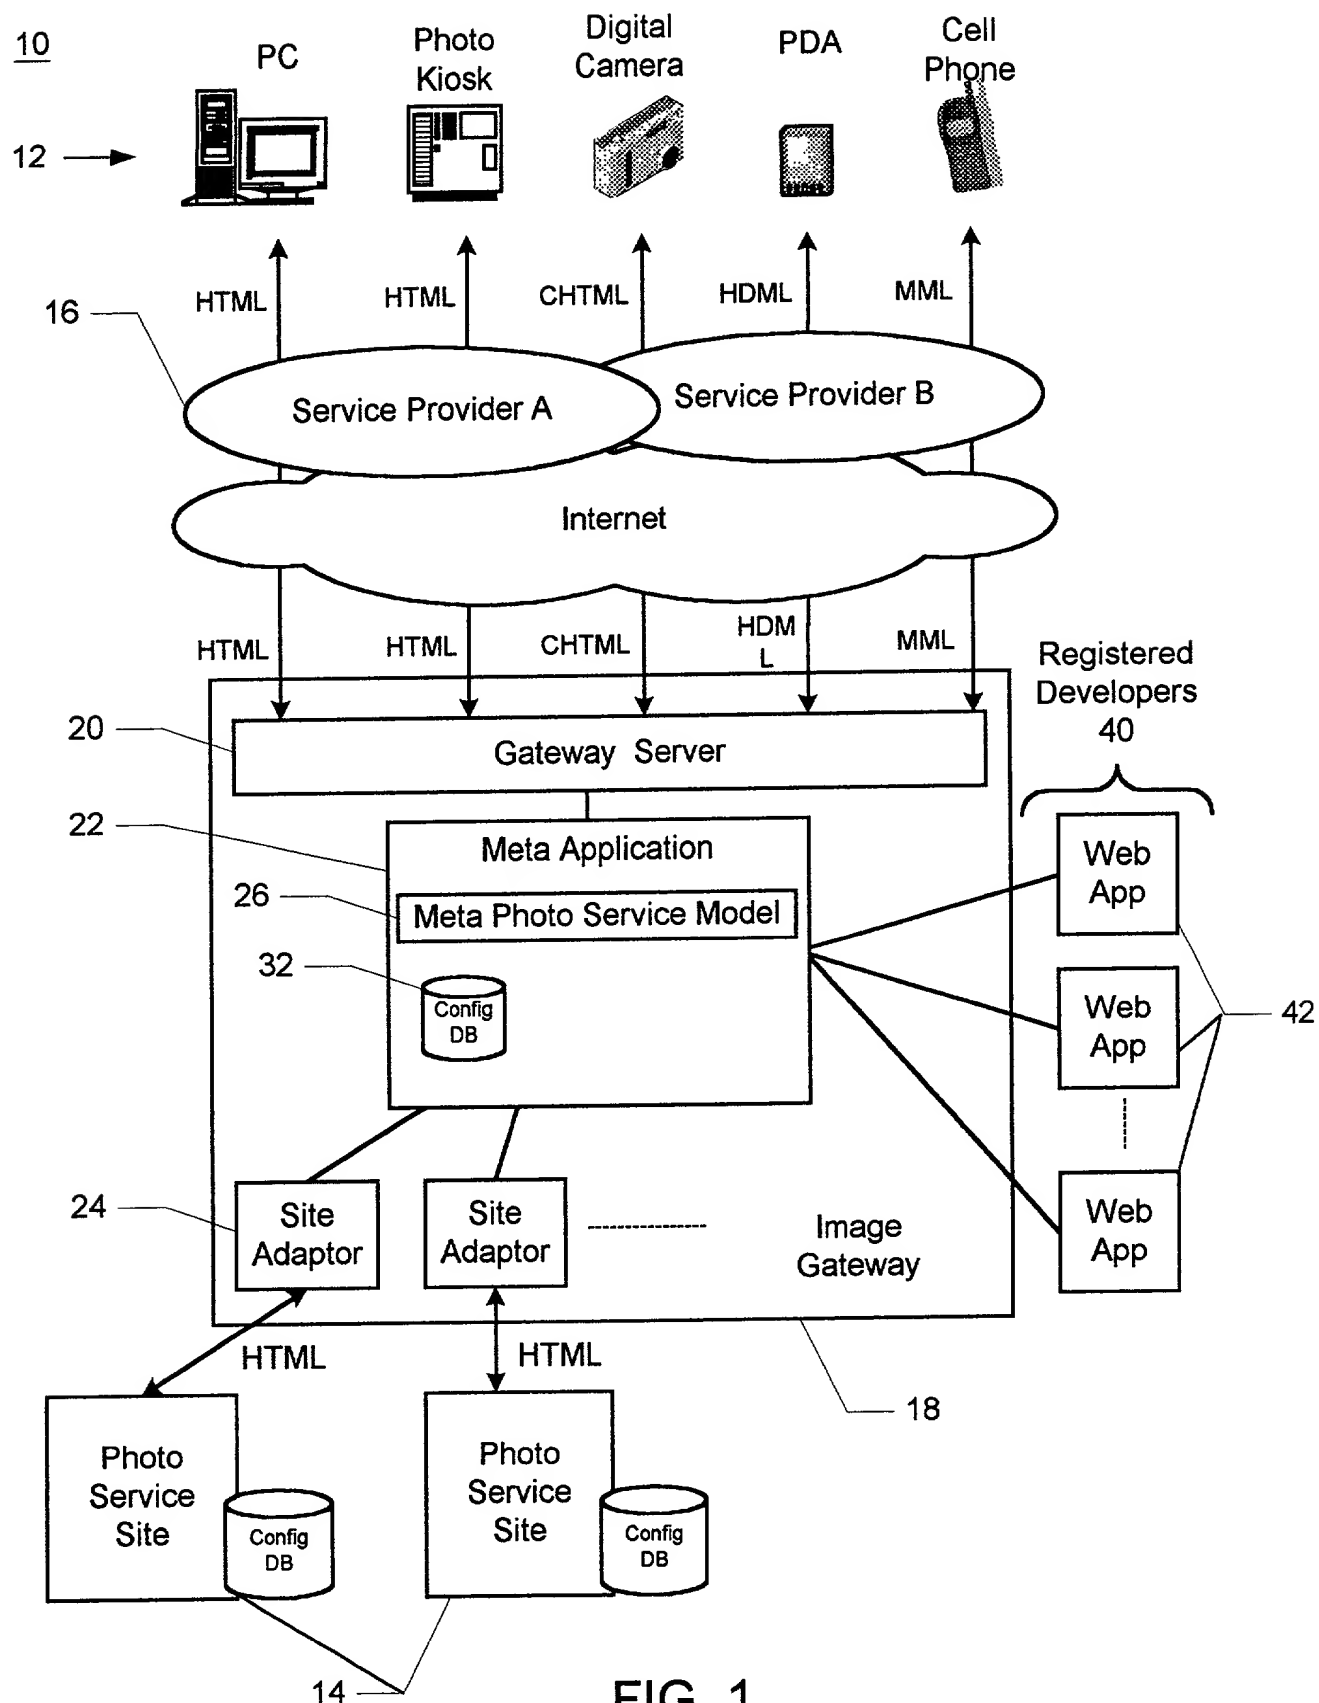 10
PC
Photo
Kiosk
Digital
Camera
PDA
Cell
Phone
12
HTML
HTML
CHTML
HDML
MML
16
Service Provider A
Service Provider B
Internet
HTML
HTML
CHTML
HDM
L
MML
Registered
Developers
40
20
Gateway Server
22
Meta Application
26
Meta Photo Service Model
32
Config
DB
Web
App
Web
App
42
Web
App
24
Site
Adaptor
Site
Adaptor
Image
Gateway
HTML
HTML
18
Photo
Service
Site
Config
DB
Photo
Service
Site
Config
DB
14
FIG. 1